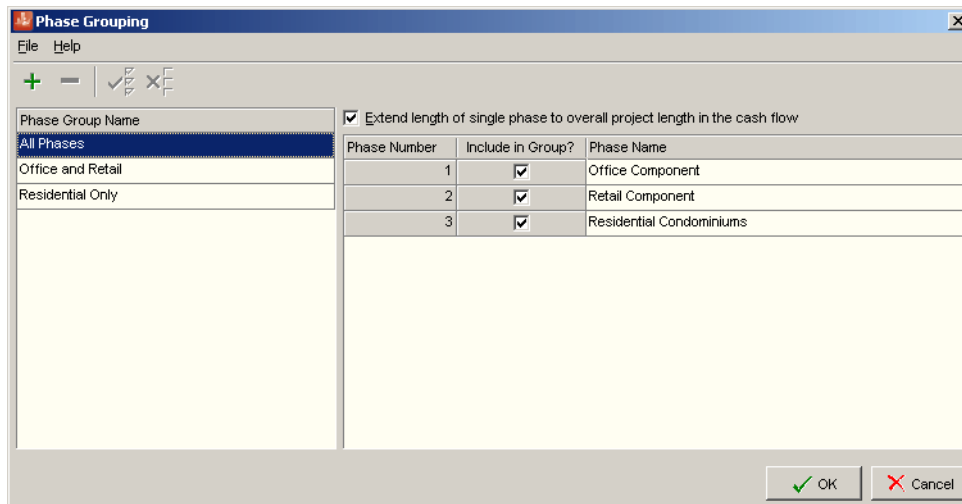 Phase Grouping
File Help
Phase Group Name
All Phases
Office and Retail
Residential Only
Extend length of single phase to overall project length in the cash flow
Phase Number Include in Group? Phase Name
1 Office Component
2 Retail Component
3 Residential Condominiums
OK Cancel